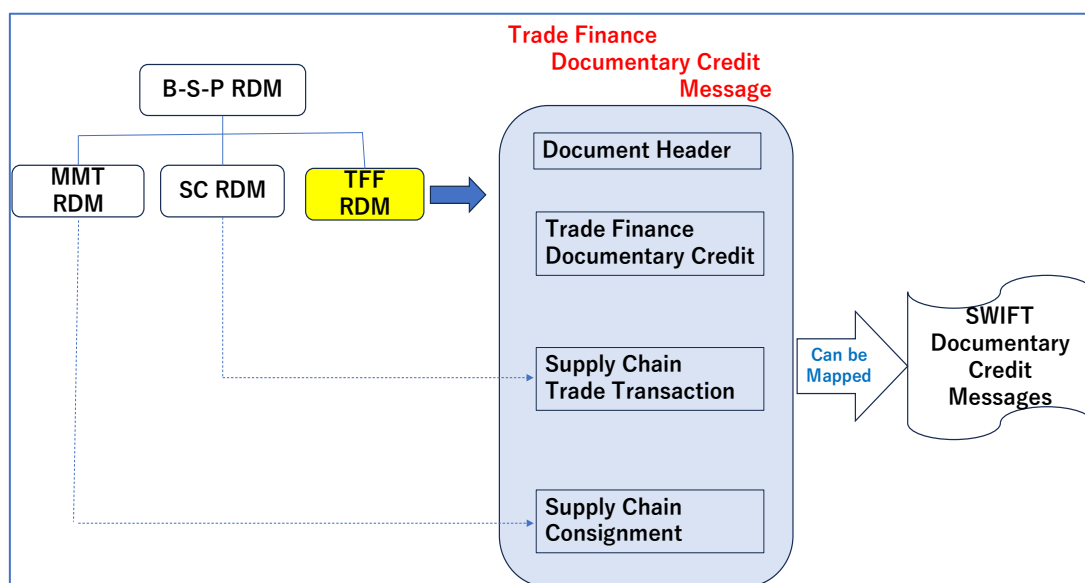 Trade Finance
Documentary Credit
Message
B-S-P RDM
MMT
RDM
SC RDM
TFF
RDM
Document Header
Trade Finance
Documentary Credit
Supply Chain
Trade Transaction
Supply Chain
Consignment
Can be
Mapped
SWIFT
Documentary
Credit
Messages